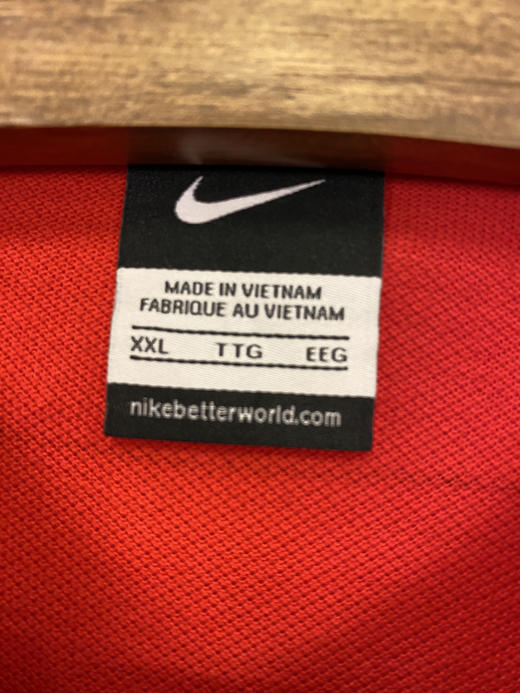 MADE IN VIETNAM
FABRIQUE AU VIETNAM
XXL TTG EEG
nikebetterworld.com